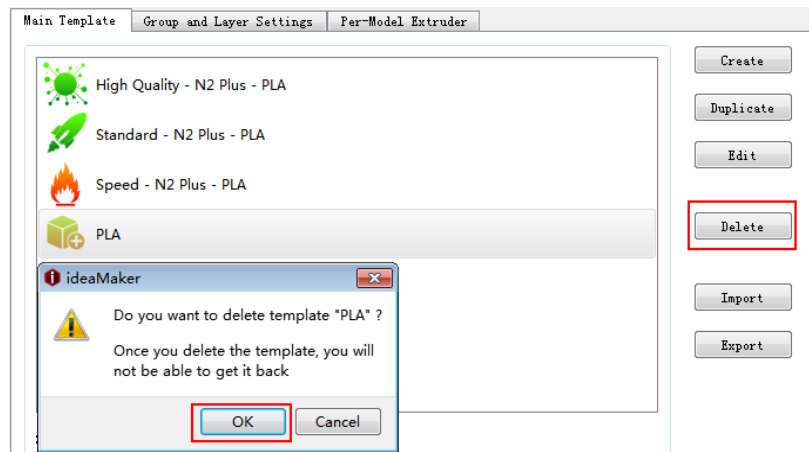 Main Template
Group and Layer Settings
Per-Model Extruder
High Quality - N2 Plus - PLA
Standard - N2 Plus - PLA
Speed - N2 Plus - PLA
PLA
Create
Duplicate
Edit
Delete
Import
Export
ideaMaker
Do you want to delete template "PLA" ?
Once you delete the template, you will
not be able to get it back
OK
Cancel